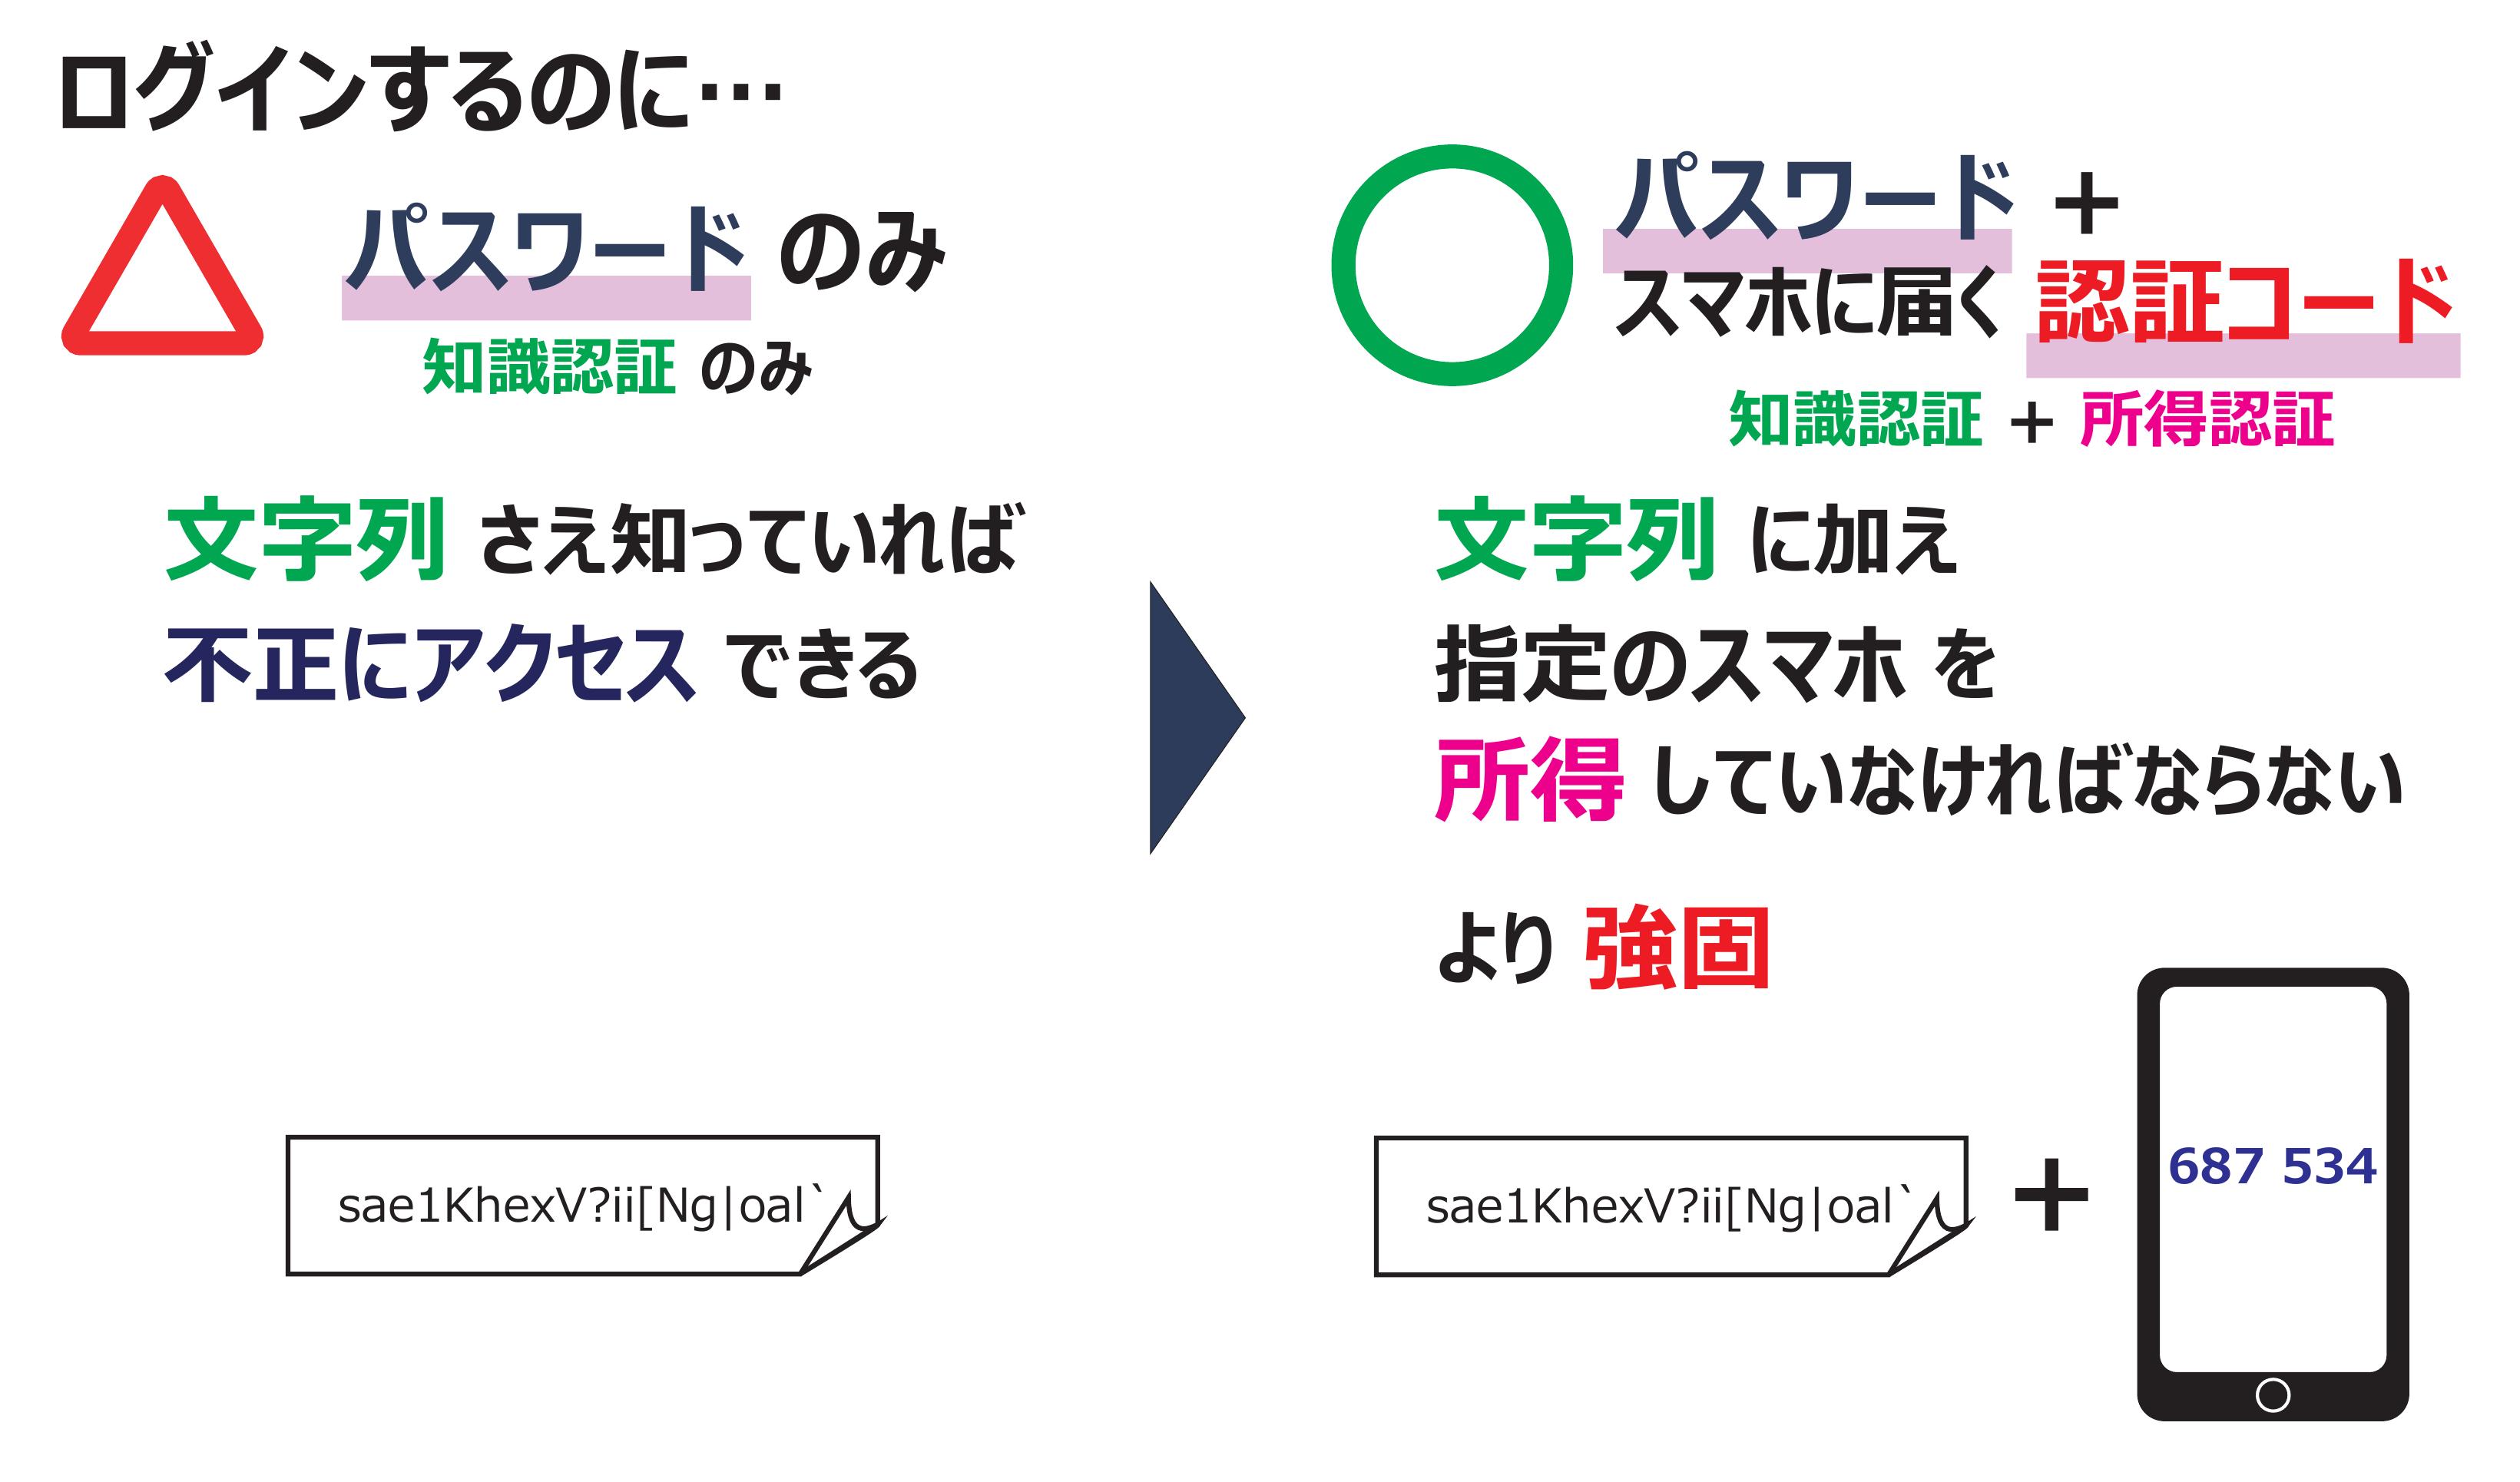 ログインするのに…
パスワード のみ
知識認証 のみ
文字列 さえ知っていれば
不正にアクセス できる
sae1KhexV?ii[Ng|oal`
パスワード +
スマホに届く 認証コード
知識認証 + 所得認証
文字列 に加え
指定のスマホ を
所得 していなければならない
より 強固
sae1KhexV?ii[Ng|oal`
+
687 534